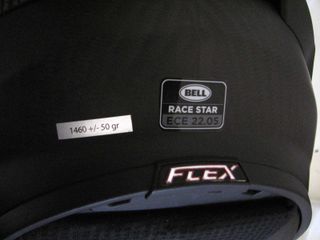 BELL
RACE STAR
ECE 22.05
1460 +/- 50 gr
FLEX